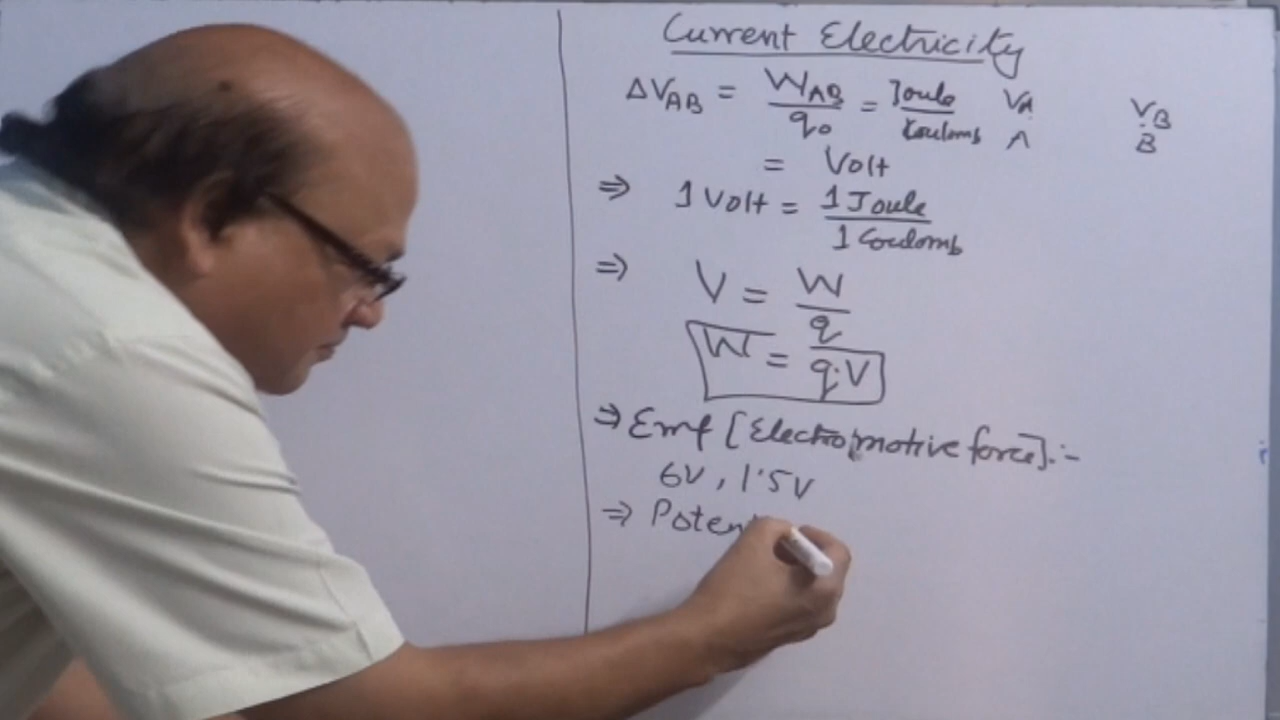 Current Electricity
ΔV_AB = W_AB / q₀ = Joule / Coulomb V_A V_B
A B
= Volt
⇒ 1 Volt = 1 Joule / 1 Coulomb
⇒ V = W / q
W = q·V
⇒ Emf [Electromotive force] :-
6V, 1·5V
⇒ Poten